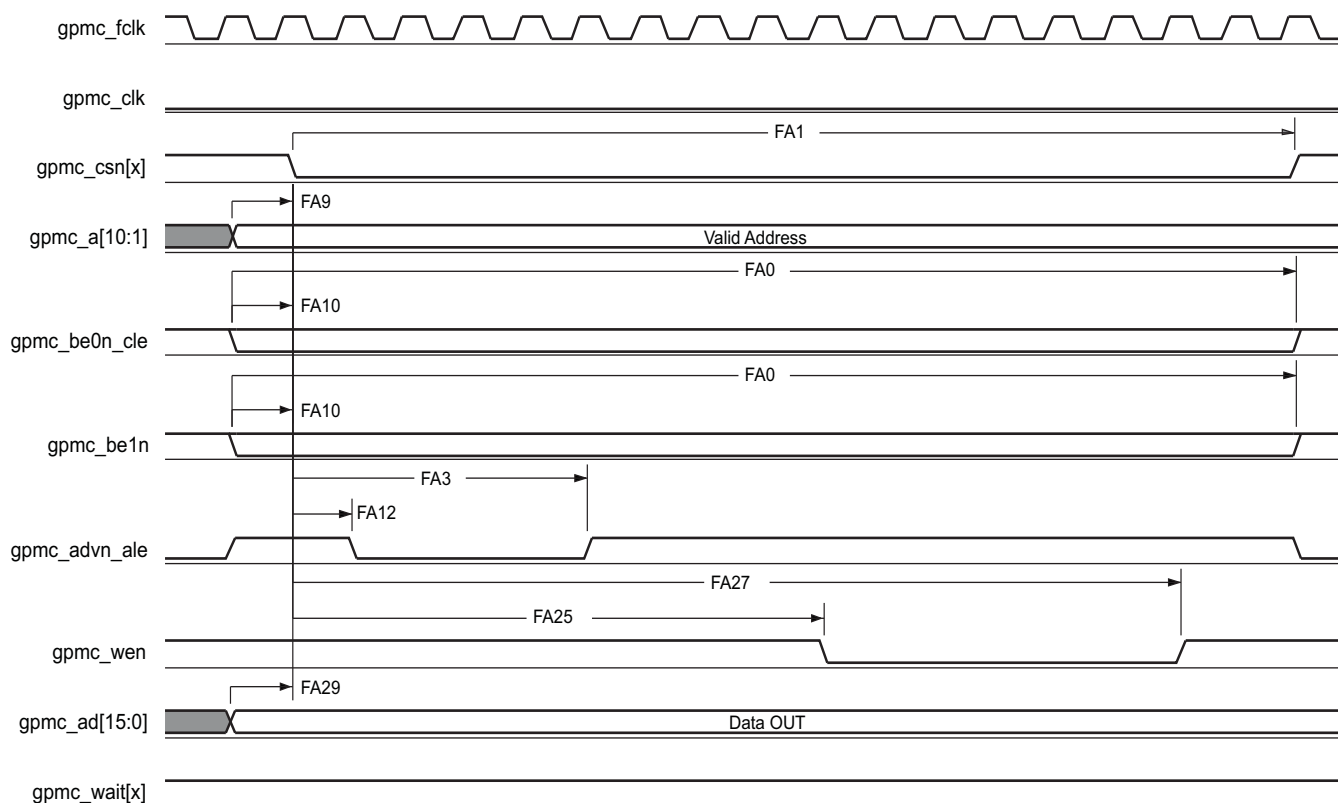 gpmc_fclk
gpmc_clk
FA1
gpmc_csn[x]
FA9
gpmc_a[10:1]
Valid Address
FA0
FA10
gpmc_be0n_cle
FA0
FA10
gpmc_be1n
FA3
FA12
gpmc_advn_ale
FA27
FA25
gpmc_wen
FA29
gpmc_ad[15:0]
Data OUT
gpmc_wait[x]